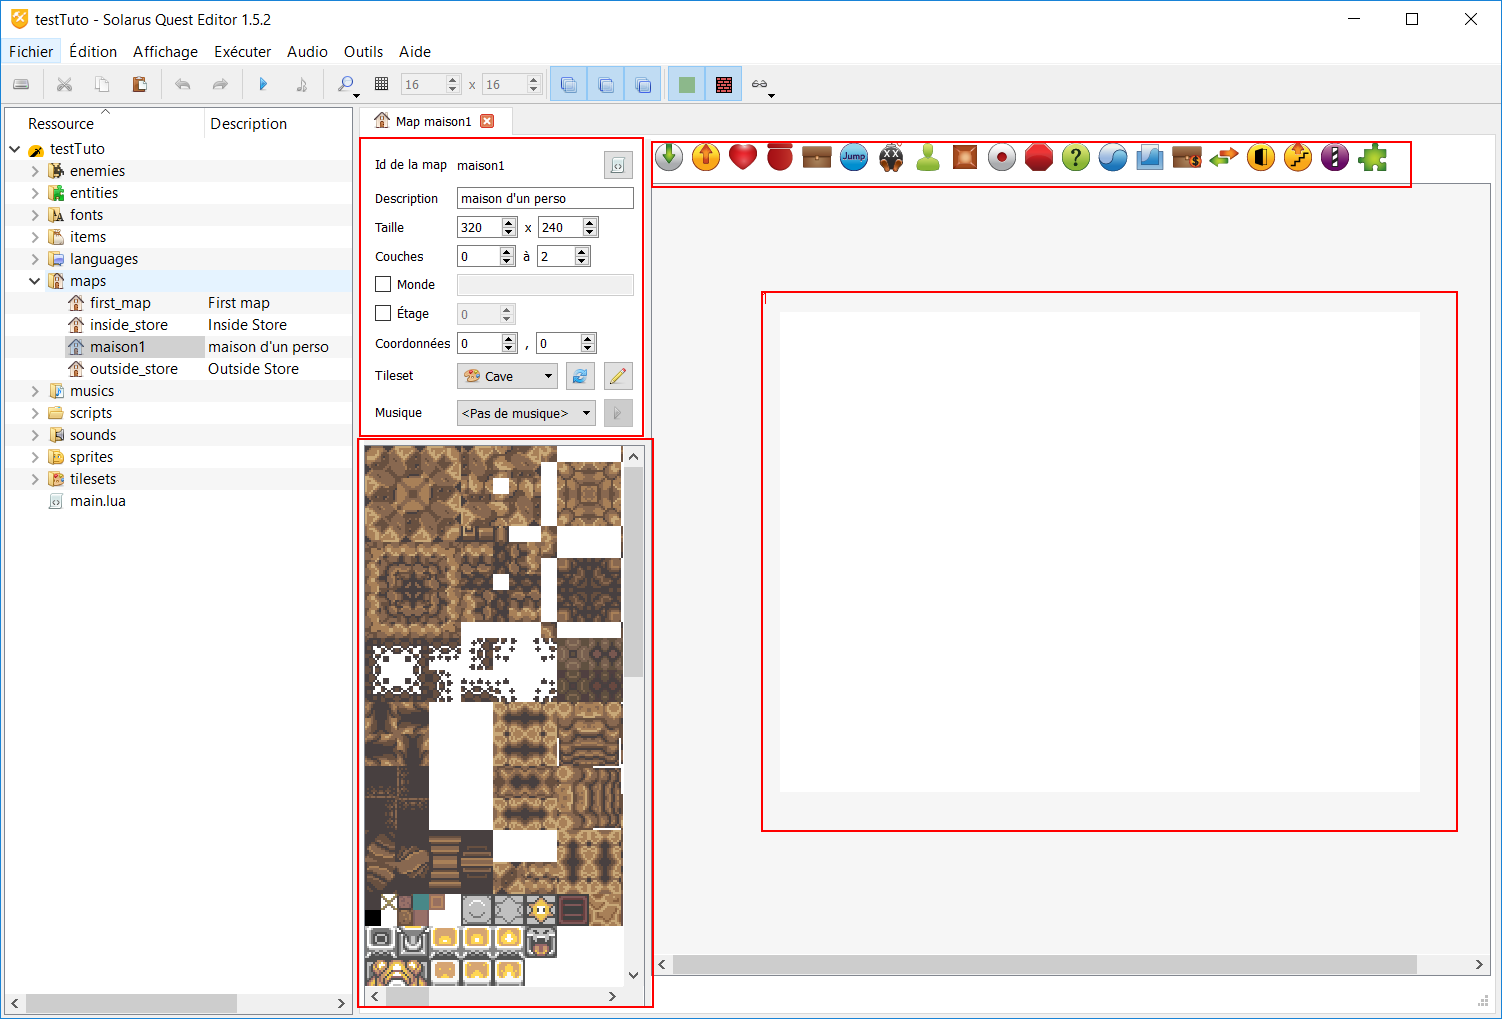 testTuto - Solarus Quest Editor 1.5.2
Fichier Édition Affichage Exécuter Audio Outils Aide
16 x 16
Ressource Description
testTuto
enemies
entities
fonts
items
languages
maps
first_map First map
inside_store Inside Store
maison1 maison d'un perso
outside_store Outside Store
musics
scripts
sounds
sprites
tilesets
main.lua
Map maison1
Id de la map maison1
Description maison d'un perso
Taille 320 x 240
Couches 0 à 2
Monde
Étage 0
Coordonnées 0 , 0
Tileset Cave
Musique <Pas de musique>
Jump